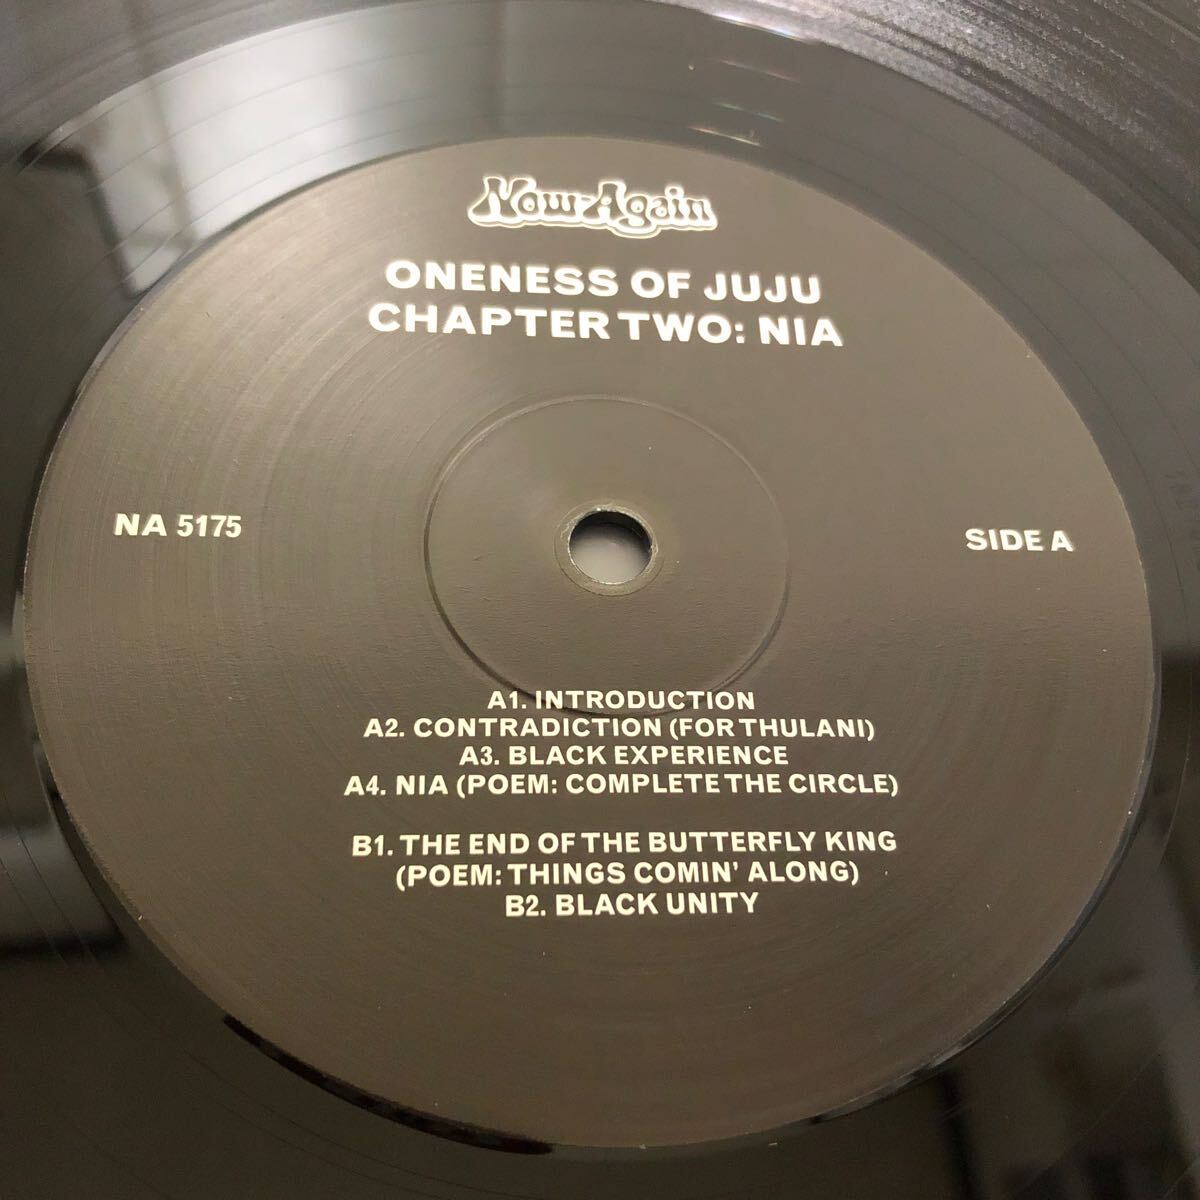 Now-Again
ONENESS OF JUJU
CHAPTER TWO: NIA
NA 5175
SIDE A
A1. INTRODUCTION
A2. CONTRADICTION (FOR THULANI)
A3. BLACK EXPERIENCE
A4. NIA (POEM: COMPLETE THE CIRCLE)
B1. THE END OF THE BUTTERFLY KING
(POEM: THINGS COMIN' ALONG)
B2. BLACK UNITY